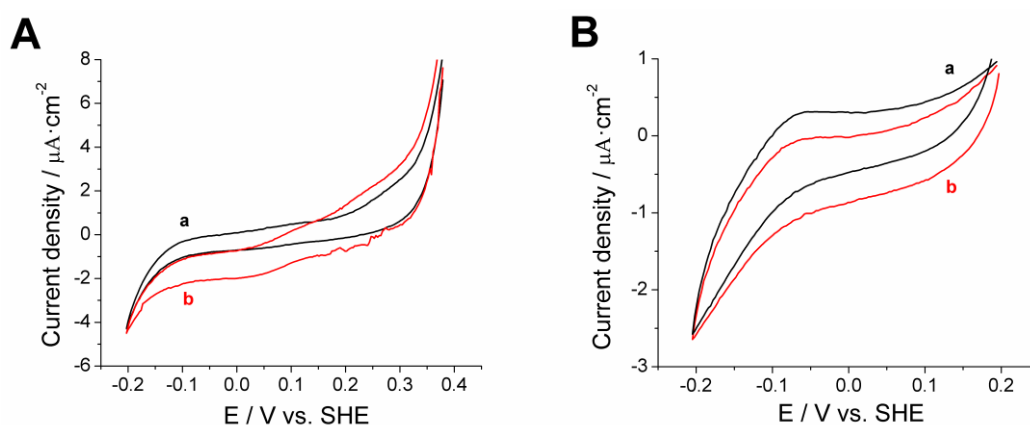 A
Current density / μA·cm⁻²
8
6
4
2
0
-2
-4
-6
a
b
-0.2 -0.1 0.0 0.1 0.2 0.3 0.4
E / V vs. SHE
B
Current density / μA·cm⁻²
1
0
-1
-2
-3
a
b
-0.2 -0.1 0.0 0.1 0.2
E / V vs. SHE